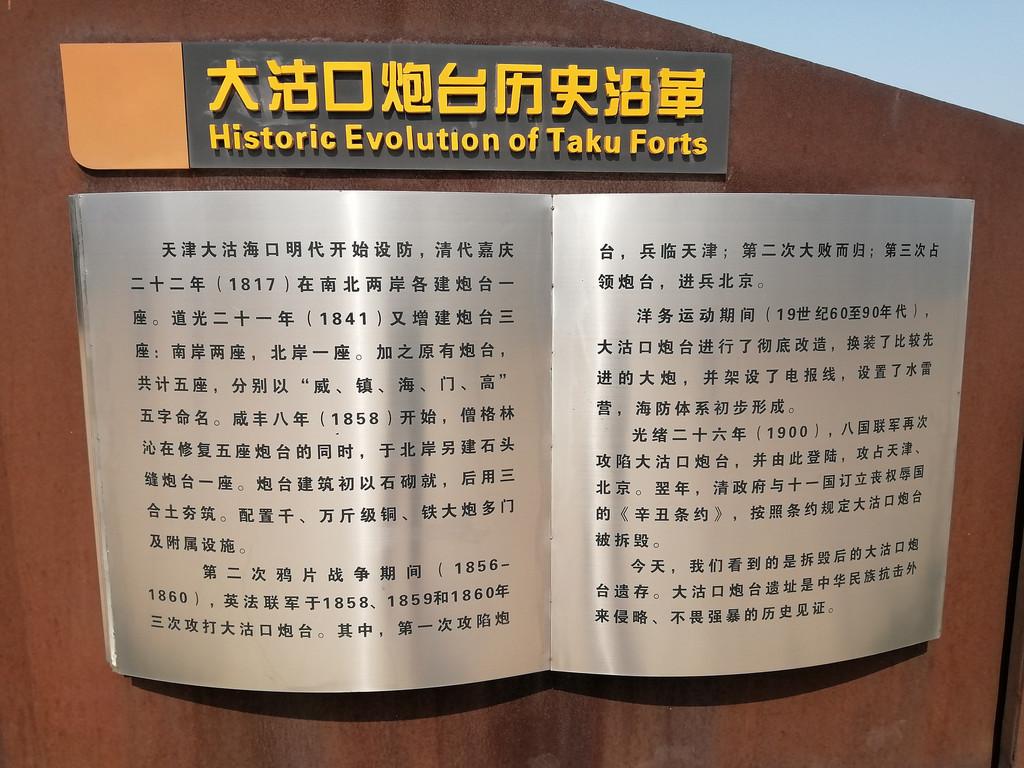 大沽口炮台历史沿革
Historic Evolution of Taku Forts
天津大沽海口明代开始设防，清代嘉庆
二十二年（1817）在南北两岸各建炮台一
座。道光二十一年（1841）又增建炮台三
座：南岸两座，北岸一座。加之原有炮台，
共计五座，分别以“威、镇、海、门、高”
五字命名。咸丰八年（1858）开始，僧格林
沁在修复五座炮台的同时，于北岸另建石头
缝炮台一座。炮台建筑初以石砌就，后用三
合土夯筑。配置千、万斤级铜、铁大炮多门
及附属设施。
第二次鸦片战争期间（1856-
1860），英法联军于1858、1859和1860年
三次攻打大沽口炮台。其中，第一次攻陷炮
台，兵临天津；第二次大败而归；第三次占
领炮台，进兵北京。
洋务运动期间（19世纪60至90年代），
大沽口炮台进行了彻底改造，换装了比较先
进的大炮，并架设了电报线，设置了水雷
营，海防体系初步形成。
光绪二十六年（1900），八国联军再次
攻陷大沽口炮台，并由此登陆，攻占天津、
北京。翌年，清政府与十一国订立丧权辱国
的《辛丑条约》，按照条约规定大沽口炮台
被拆毁。
今天，我们看到的是拆毁后的大沽口炮
台遗存。大沽口炮台遗址是中华民族抗击外
来侵略、不畏强暴的历史见证。